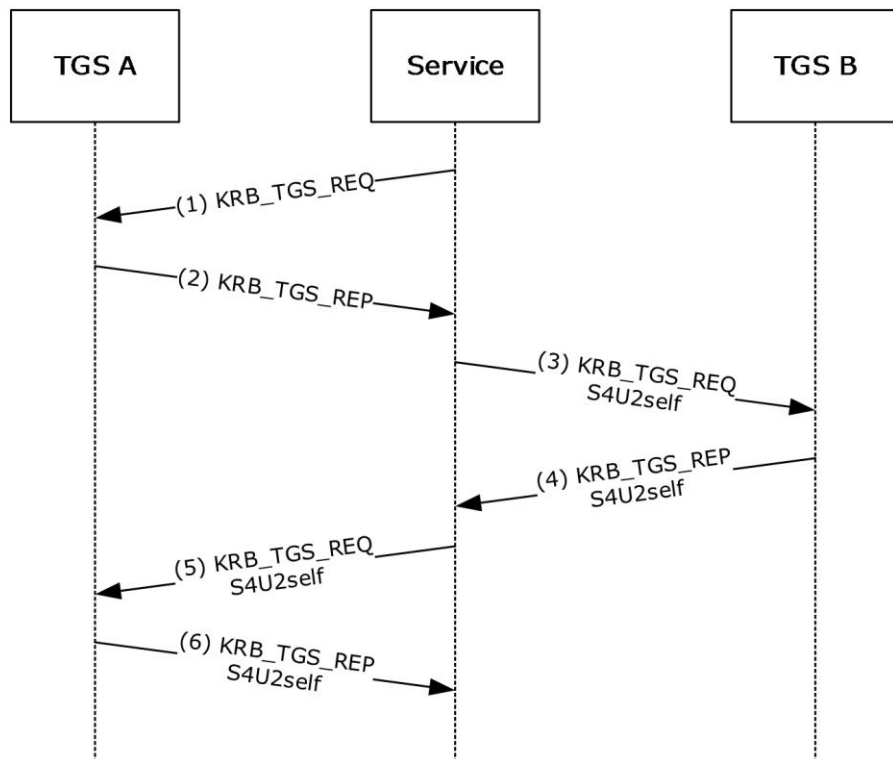 TGS A
Service
TGS B
(1) KRB_TGS_REQ
(2) KRB_TGS_REP
(3) KRB_TGS_REQ
S4U2self
(4) KRB_TGS_REP
S4U2self
(5) KRB_TGS_REQ
S4U2self
(6) KRB_TGS_REP
S4U2self